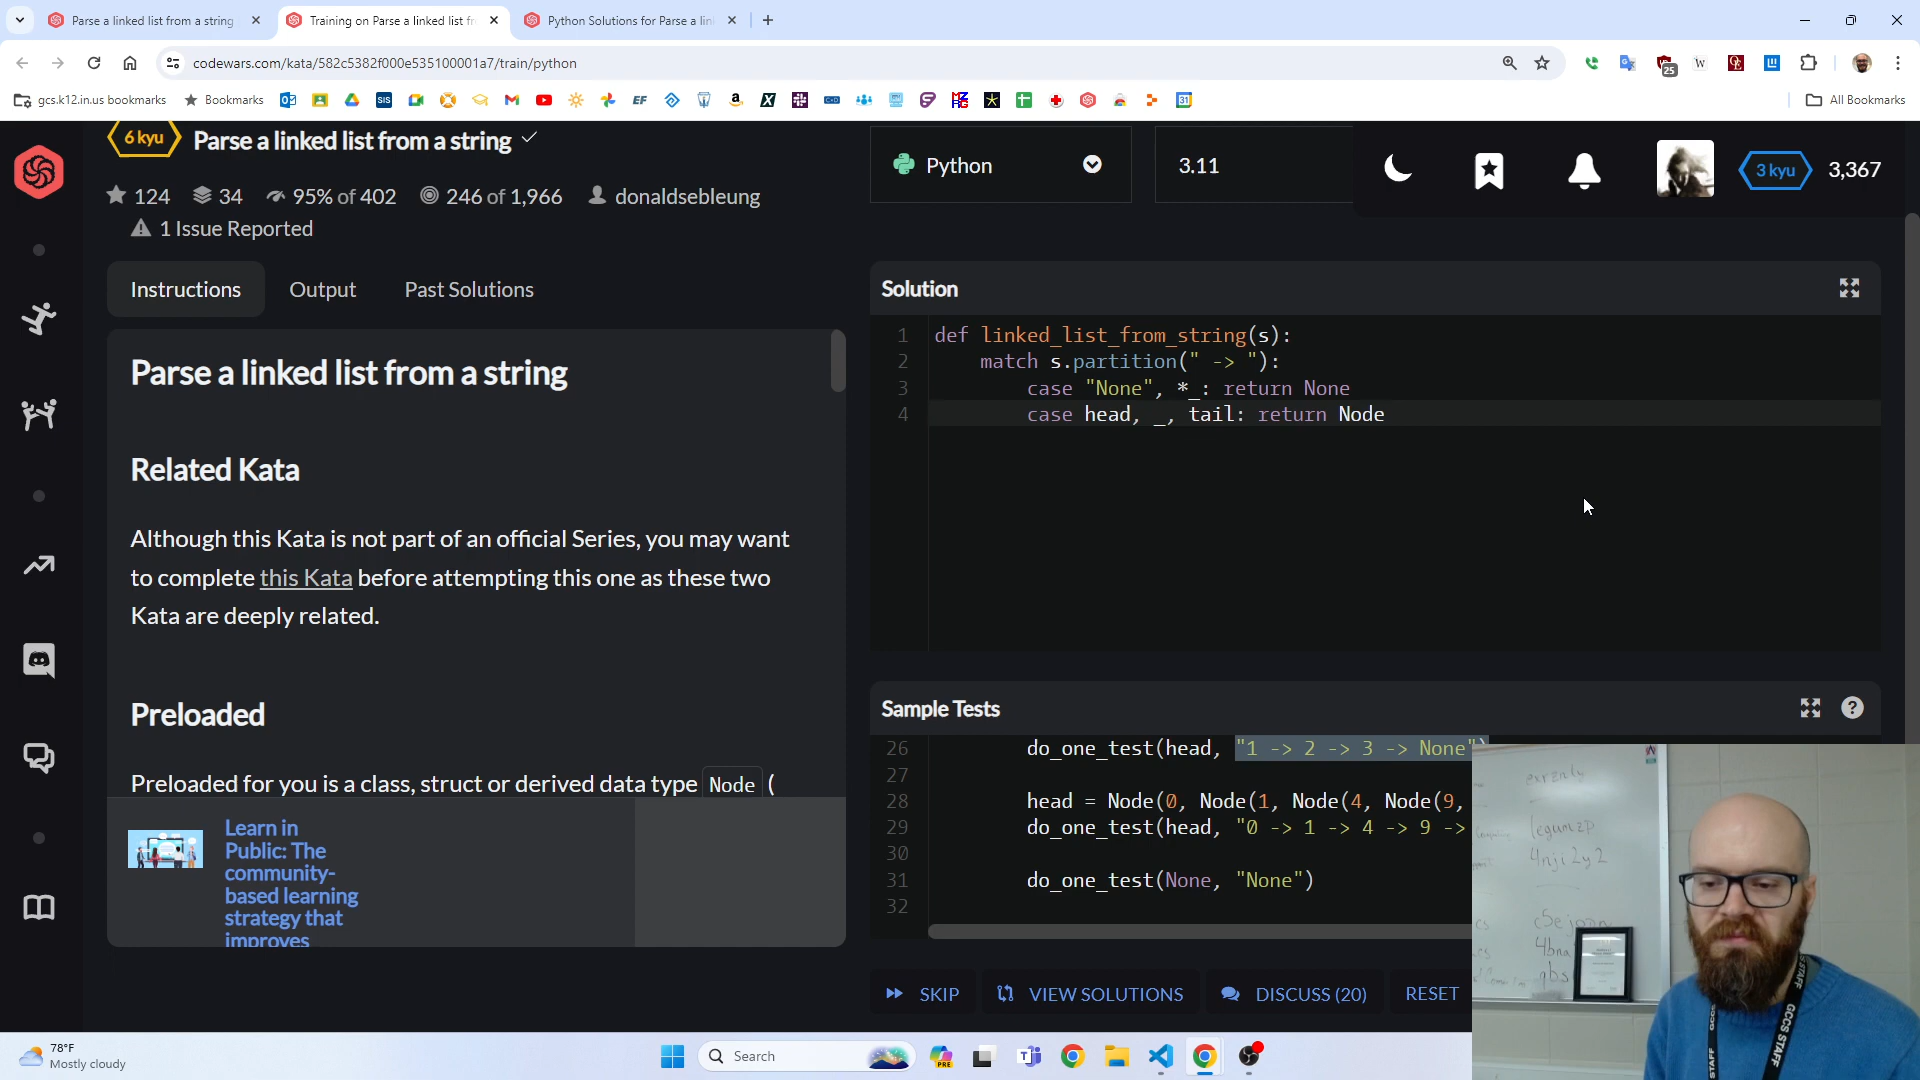 Parse a linked list from a string
Training on Parse a linked list fr
Python Solutions for Parse a lin
codewars.com/kata/582c5382f000e535100001a7/train/python
25
gcs.k12.in.us bookmarks
Bookmarks
All Bookmarks
6 kyu
Parse a linked list from a string
Python
3.11
3 kyu
3,367
124
34
95% of 402
246 of 1,966
donaldsebleung
1 Issue Reported
Instructions
Output
Past Solutions
Solution
1 def linked_list_from_string(s):
2 match s.partition(" -> "):
3 case "None", *_: return None
4 case head, _, tail: return Node
Parse a linked list from a string
Related Kata
Although this Kata is not part of an official Series, you may want
to complete this Kata before attempting this one as these two
Kata are deeply related.
Preloaded
Preloaded for you is a class, struct or derived data type Node (
Learn in
Public: The
community-
based learning
strategy that
improves
Sample Tests
26 do_one_test(head, "1 -> 2 -> 3 -> None")
27
28 head = Node(0, Node(1, Node(4, Node(9,
29 do_one_test(head, "0 -> 1 -> 4 -> 9 ->
30
31 do_one_test(None, "None")
32
SKIP
VIEW SOLUTIONS
DISCUSS (20)
RESET
4nji2y2
GCCS STAFF
78°F
Mostly cloudy
Search